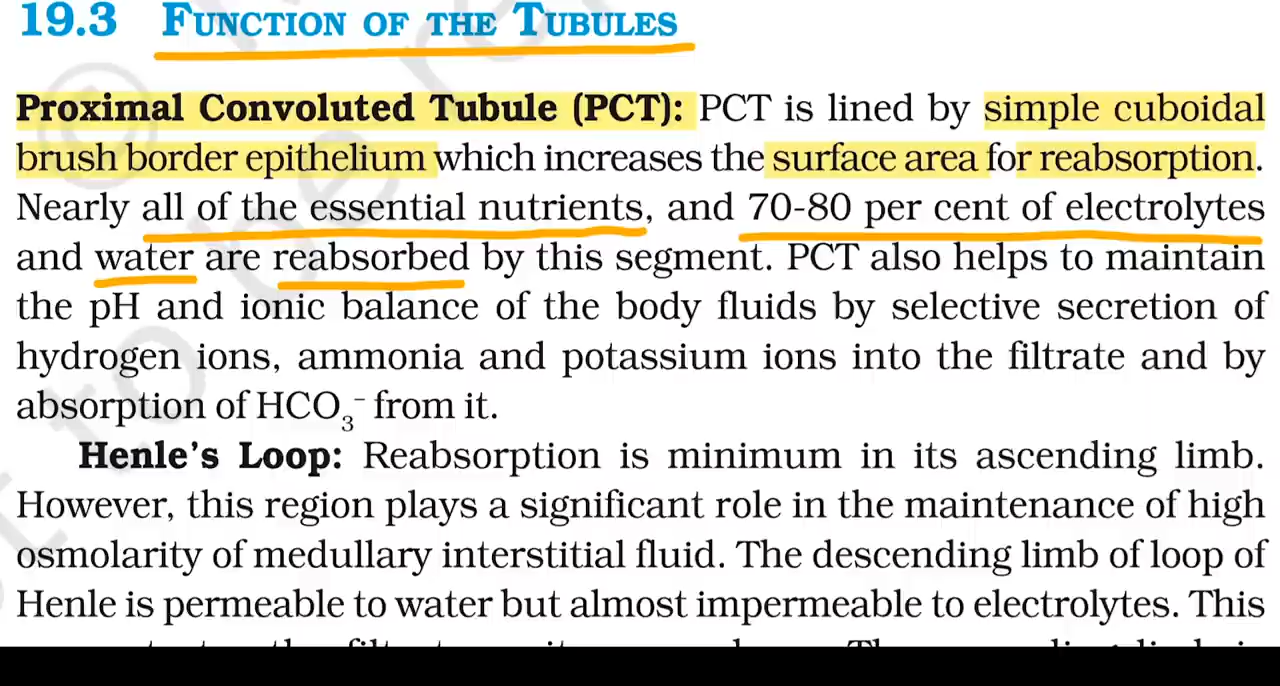 19.3 FUNCTION OF THE TUBULES
Proximal Convoluted Tubule (PCT): PCT is lined by simple cuboidal
brush border epithelium which increases the surface area for reabsorption.
Nearly all of the essential nutrients, and 70-80 per cent of electrolytes
and water are reabsorbed by this segment. PCT also helps to maintain
the pH and ionic balance of the body fluids by selective secretion of
hydrogen ions, ammonia and potassium ions into the filtrate and by
absorption of HCO₃⁻ from it.
Henle's Loop: Reabsorption is minimum in its ascending limb.
However, this region plays a significant role in the maintenance of high
osmolarity of medullary interstitial fluid. The descending limb of loop of
Henle is permeable to water but almost impermeable to electrolytes. This